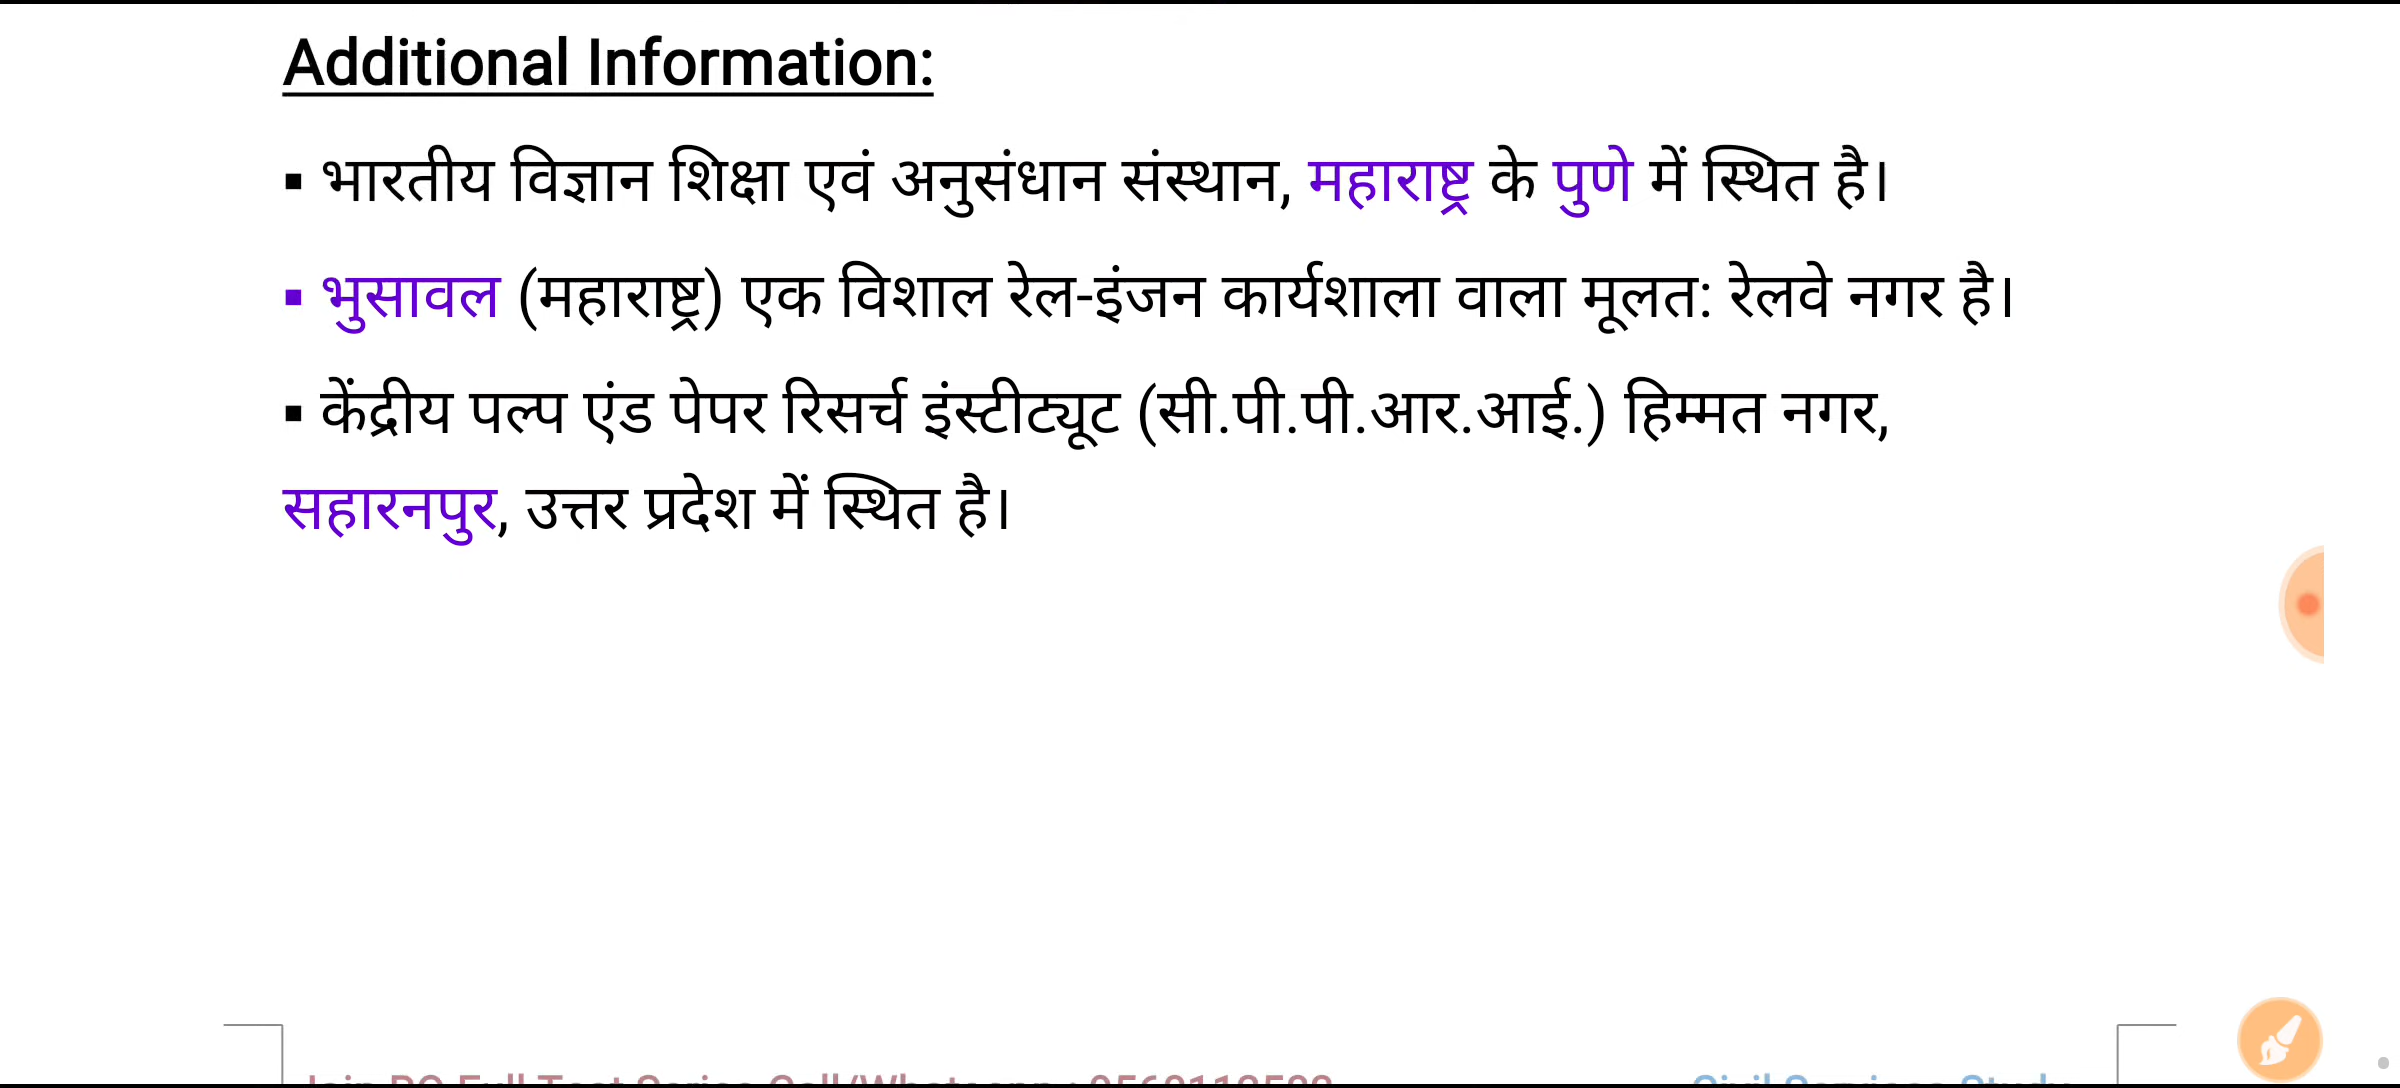 Additional Information:
▪ भारतीय विज्ञान शिक्षा एवं अनुसंधान संस्थान, महाराष्ट्र के पुणे में स्थित है।
▪ भुसावल (महाराष्ट्र) एक विशाल रेल-इंजन कार्यशाला वाला मूलत: रेलवे नगर है।
▪ केंद्रीय पल्प एंड पेपर रिसर्च इंस्टीट्यूट (सी.पी.पी.आर.आई.) हिम्मत नगर,
सहारनपुर, उत्तर प्रदेश में स्थित है।